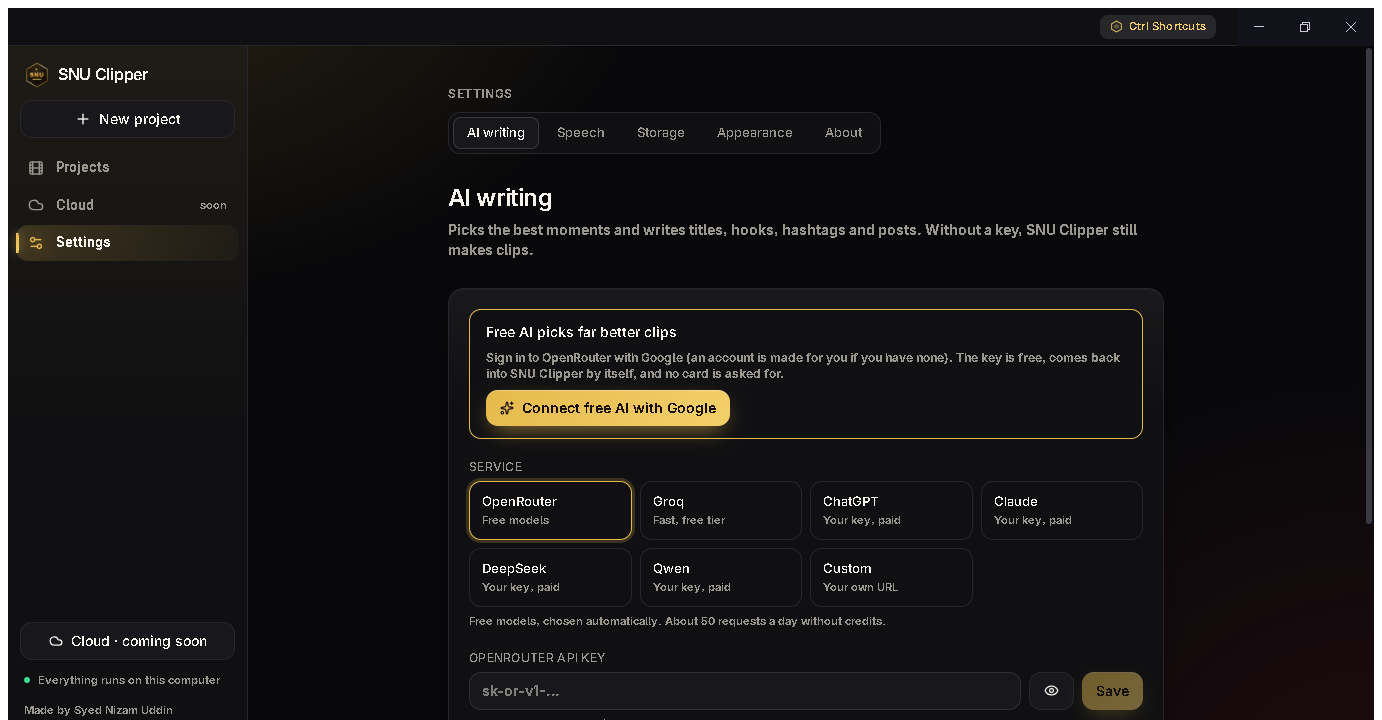 Ctrl Shortcuts
SNU
SNU Clipper
New project
Projects
Cloud soon
Settings
Cloud · coming soon
Everything runs on this computer
Made by Syed Nizam Uddin
SETTINGS
AI writing Speech Storage Appearance About
AI writing
Picks the best moments and writes titles, hooks, hashtags and posts. Without a key, SNU Clipper still
makes clips.
Free AI picks far better clips
Sign in to OpenRouter with Google (an account is made for you if you have none). The key is free, comes back
into SNU Clipper by itself, and no card is asked for.
Connect free AI with Google
SERVICE
OpenRouter Groq ChatGPT Claude
Free models Fast, free tier Your key, paid Your key, paid
DeepSeek Qwen Custom
Your key, paid Your key, paid Your own URL
Free models, chosen automatically. About 50 requests a day without credits.
OPENROUTER API KEY
sk-or-v1-... Save